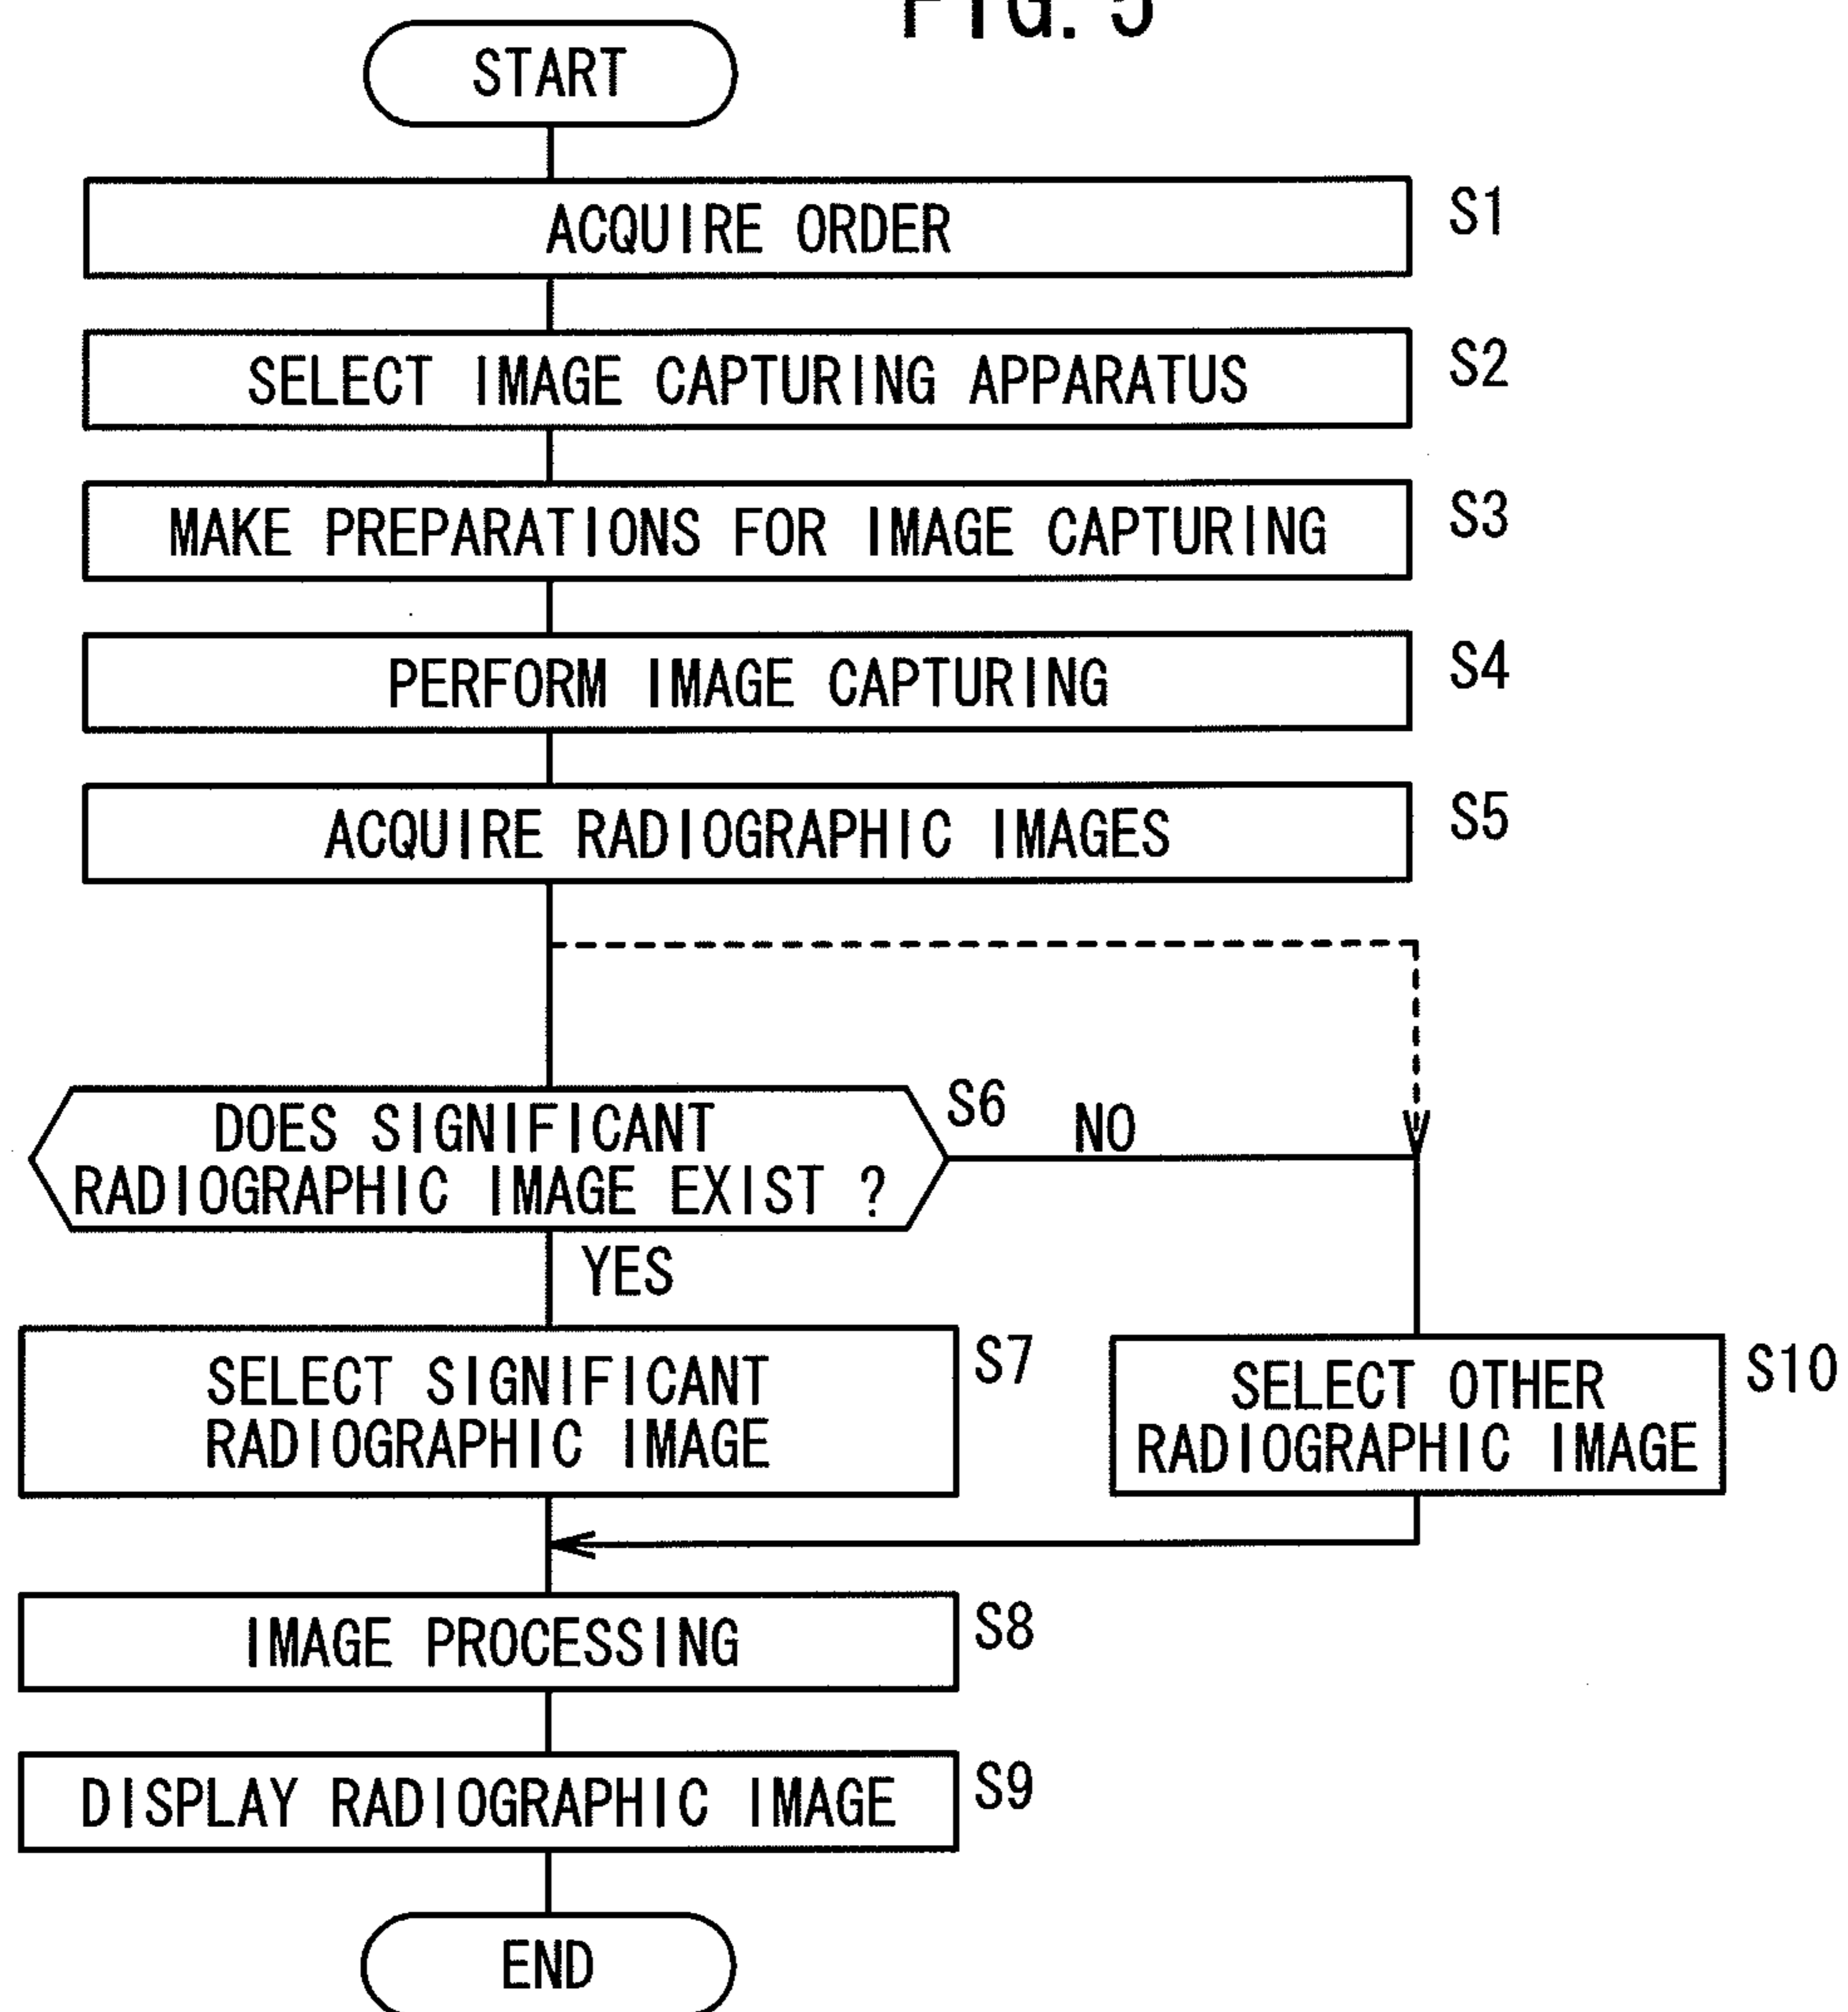 FIG. 5
START
ACQUIRE ORDER
S1
SELECT IMAGE CAPTURING APPARATUS
S2
MAKE PREPARATIONS FOR IMAGE CAPTURING
S3
PERFORM IMAGE CAPTURING
S4
ACQUIRE RADIOGRAPHIC IMAGES
S5
DOES SIGNIFICANT
RADIOGRAPHIC IMAGE EXIST ?
S6
NO
YES
SELECT SIGNIFICANT
RADIOGRAPHIC IMAGE
S7
SELECT OTHER
RADIOGRAPHIC IMAGE
S10
IMAGE PROCESSING
S8
DISPLAY RADIOGRAPHIC IMAGE
S9
END